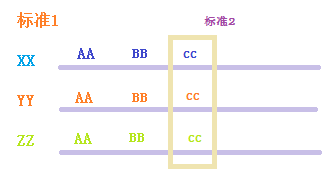 标准1 标准2
XX AA BB CC
YY AA BB CC
ZZ AA BB CC